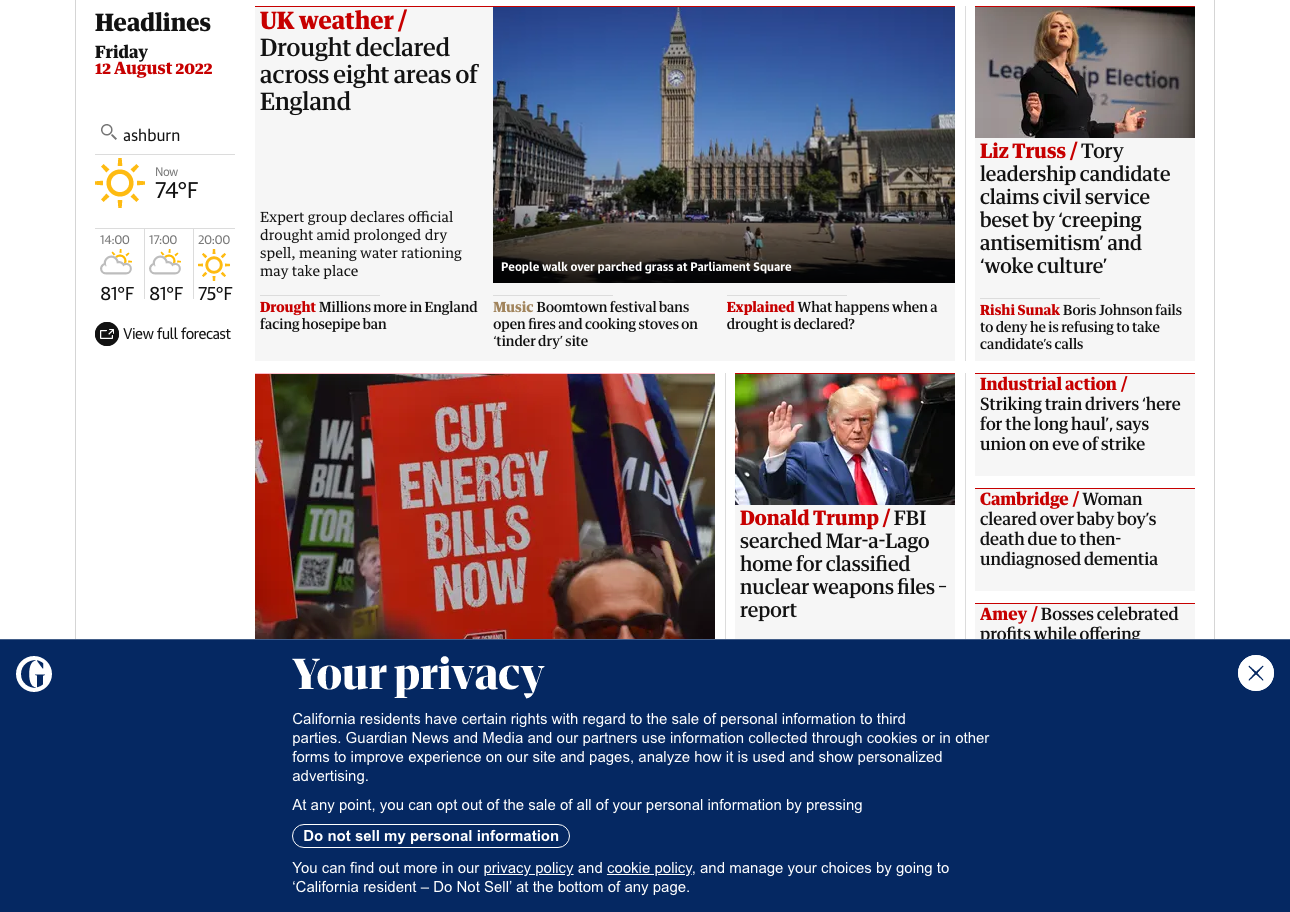 Headlines
Friday
12 August 2022
ashburn
Now
74°F
14:00
17:00
20:00
81°F
81°F
75°F
View full forecast
UK weather /
Drought declared
across eight areas of
England
Expert group declares official
drought amid prolonged dry
spell, meaning water rationing
may take place
People walk over parched grass at Parliament Square
Drought Millions more in England
facing hosepipe ban
Music Boomtown festival bans
open fires and cooking stoves on
‘tinder dry’ site
Explained What happens when a
drought is declared?
Election
Liz Truss / Tory
leadership candidate
claims civil service
beset by ‘creeping
antisemitism’ and
‘woke culture’
Rishi Sunak Boris Johnson fails
to deny he is refusing to take
candidate’s calls
CUT
ENERGY
BILLS
NOW
Donald Trump / FBI
searched Mar-a-Lago
home for classified
nuclear weapons files –
report
Industrial action /
Striking train drivers ‘here
for the long haul’, says
union on eve of strike
Cambridge / Woman
cleared over baby boy’s
death due to then-
undiagnosed dementia
Amey / Bosses celebrated
profits while offering
Your privacy
California residents have certain rights with regard to the sale of personal information to third
parties. Guardian News and Media and our partners use information collected through cookies or in other
forms to improve experience on our site and pages, analyze how it is used and show personalized
advertising.
At any point, you can opt out of the sale of all of your personal information by pressing
Do not sell my personal information
You can find out more in our privacy policy and cookie policy, and manage your choices by going to
‘California resident – Do Not Sell’ at the bottom of any page.